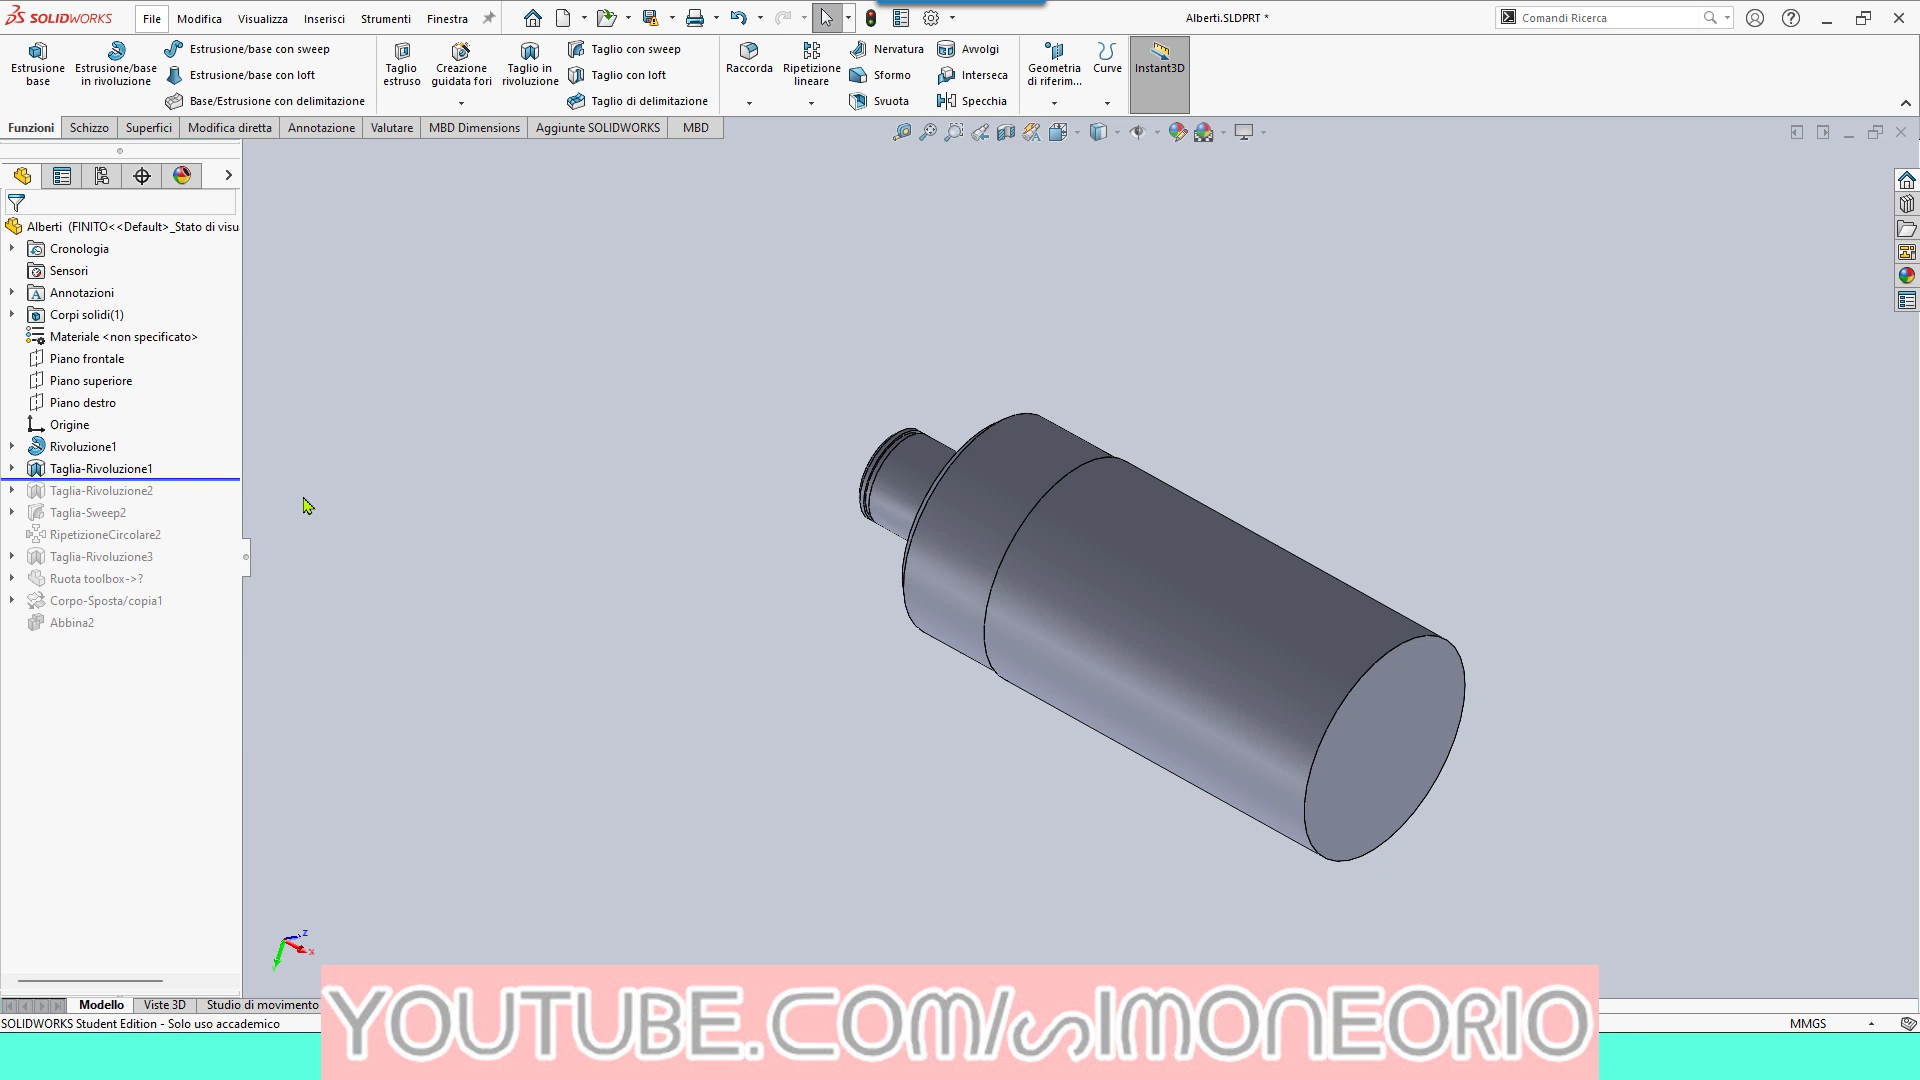 SOLIDWORKS
File Modifica Visualizza Inserisci Strumenti Finestra
Alberti.SLDPRT *
Comandi Ricerca
Estrusione base
Estrusione/base in rivoluzione
Estrusione/base con sweep
Estrusione/base con loft
Base/Estrusione con delimitazione
Taglio estruso
Creazione guidata fori
Taglio in rivoluzione
Taglio con sweep
Taglio con loft
Taglio di delimitazione
Raccorda
Ripetizione lineare
Nervatura
Sformo
Svuota
Avvolgi
Interseca
Specchia
Geometria di riferim...
Curve
Instant3D
Funzioni Schizzo Superfici Modifica diretta Annotazione Valutare MBD Dimensions Aggiunte SOLIDWORKS MBD
Alberti (FINITO<<Default>_Stato di visu
Cronologia
Sensori
Annotazioni
Corpi solidi(1)
Materiale <non specificato>
Piano frontale
Piano superiore
Piano destro
Origine
Rivoluzione1
Taglia-Rivoluzione1
Taglia-Rivoluzione2
Taglia-Sweep2
RipetizioneCircolare2
Taglia-Rivoluzione3
Ruota toolbox->?
Corpo-Sposta/copia1
Abbina2
z
x
Y
Modello Viste 3D Studio di movimento
SOLIDWORKS Student Edition - Solo uso accademico
MMGS
YOUTUBE.COM/SIMONEORIO